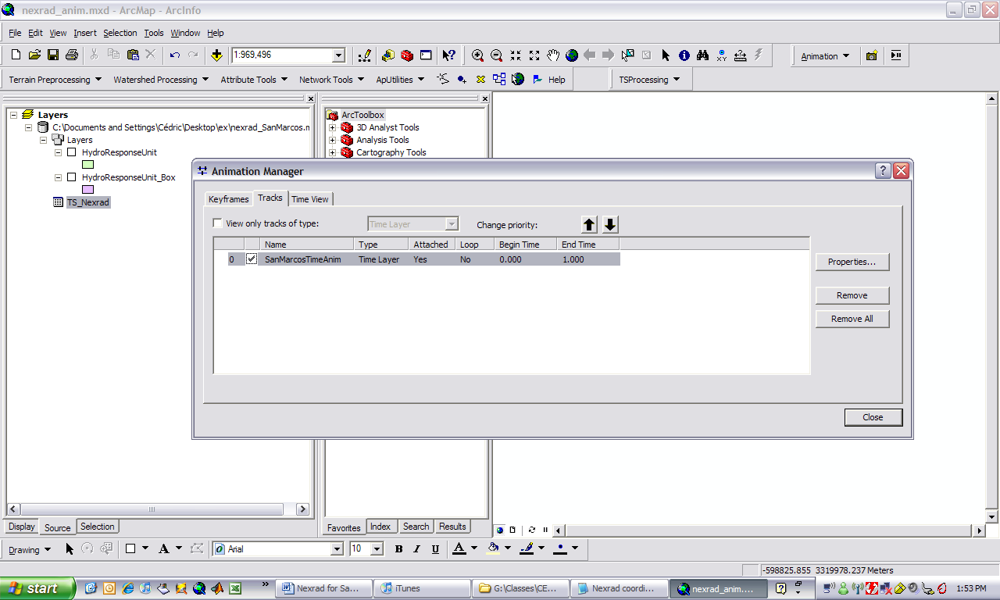 nexrad_anim.mxd - ArcMap - ArcInfo
File Edit View Insert Selection Tools Window Help
1:969,496
Animation
Terrain Preprocessing Watershed Processing Attribute Tools Network Tools ApUtilities Help TSProcessing
Layers
C:\Documents and Settings\Cédric\Desktop\ex\nexrad_SanMarcos.m
Layers
HydroResponseUnit
HydroResponseUnit_Box
TS_Nexrad
ArcToolbox
3D Analyst Tools
Analysis Tools
Cartography Tools
Animation Manager
Keyframes Tracks Time View
View only tracks of type: Time Layer Change priority:
Name Type Attached Loop Begin Time End Time
0 SanMarcosTimeAnim Time Layer Yes No 0.000 1.000
Properties...
Remove
Remove All
Close
Display Source Selection
Favorites Index Search Results
Drawing A Arial 10 B I U A
-598825.855 3319978.237 Meters
start Nexrad for Sa... iTunes G:\Classes\CE... Nexrad coordin... nexrad_anim.... 1:53 PM